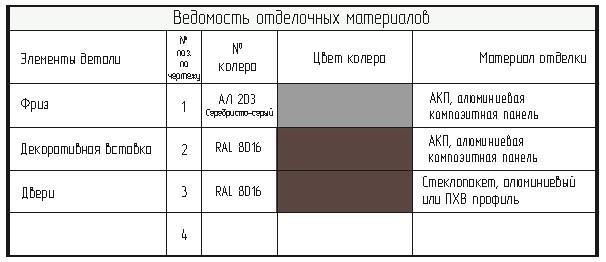 Ведомость отделочных материалов
Элементы детали
№
поз.
по
чертежу
№
колера
Цвет колера
Материал отделки
Фриз
1
АЛ 203
Серебристо-серый
АКП, алюминиевая
композитная панель
Декоративная вставка
2
RAL 8016
АКП, алюминиевая
композитная панель
Двери
3
RAL 8016
Стеклопакет, алюминиевый
или ПХВ профиль
4